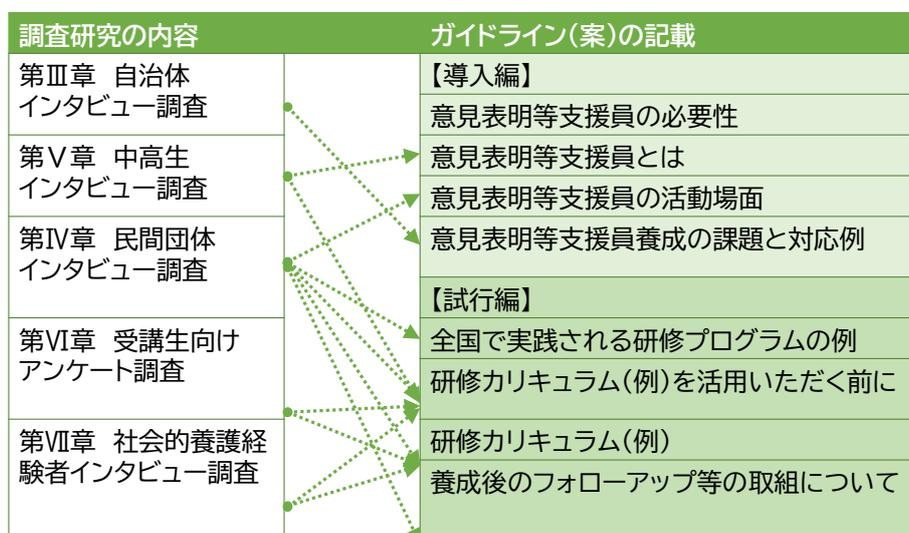 調査研究の内容
第Ⅲ章 自治体
インタビュー調査
第Ⅴ章 中高生
インタビュー調査
第Ⅳ章 民間団体
インタビュー調査
第Ⅵ章 受講生向け
アンケート調査
第Ⅶ章 社会的養護経
験者インタビュー調査
ガイドライン(案)の記載
【導入編】
意見表明等支援員の必要性
意見表明等支援員とは
意見表明等支援員の活動場面
意見表明等支援員養成の課題と対応例
【試行編】
全国で実践される研修プログラムの例
研修カリキュラム(例)を活用いただく前に
研修カリキュラム(例)
養成後のフォローアップ等の取組について